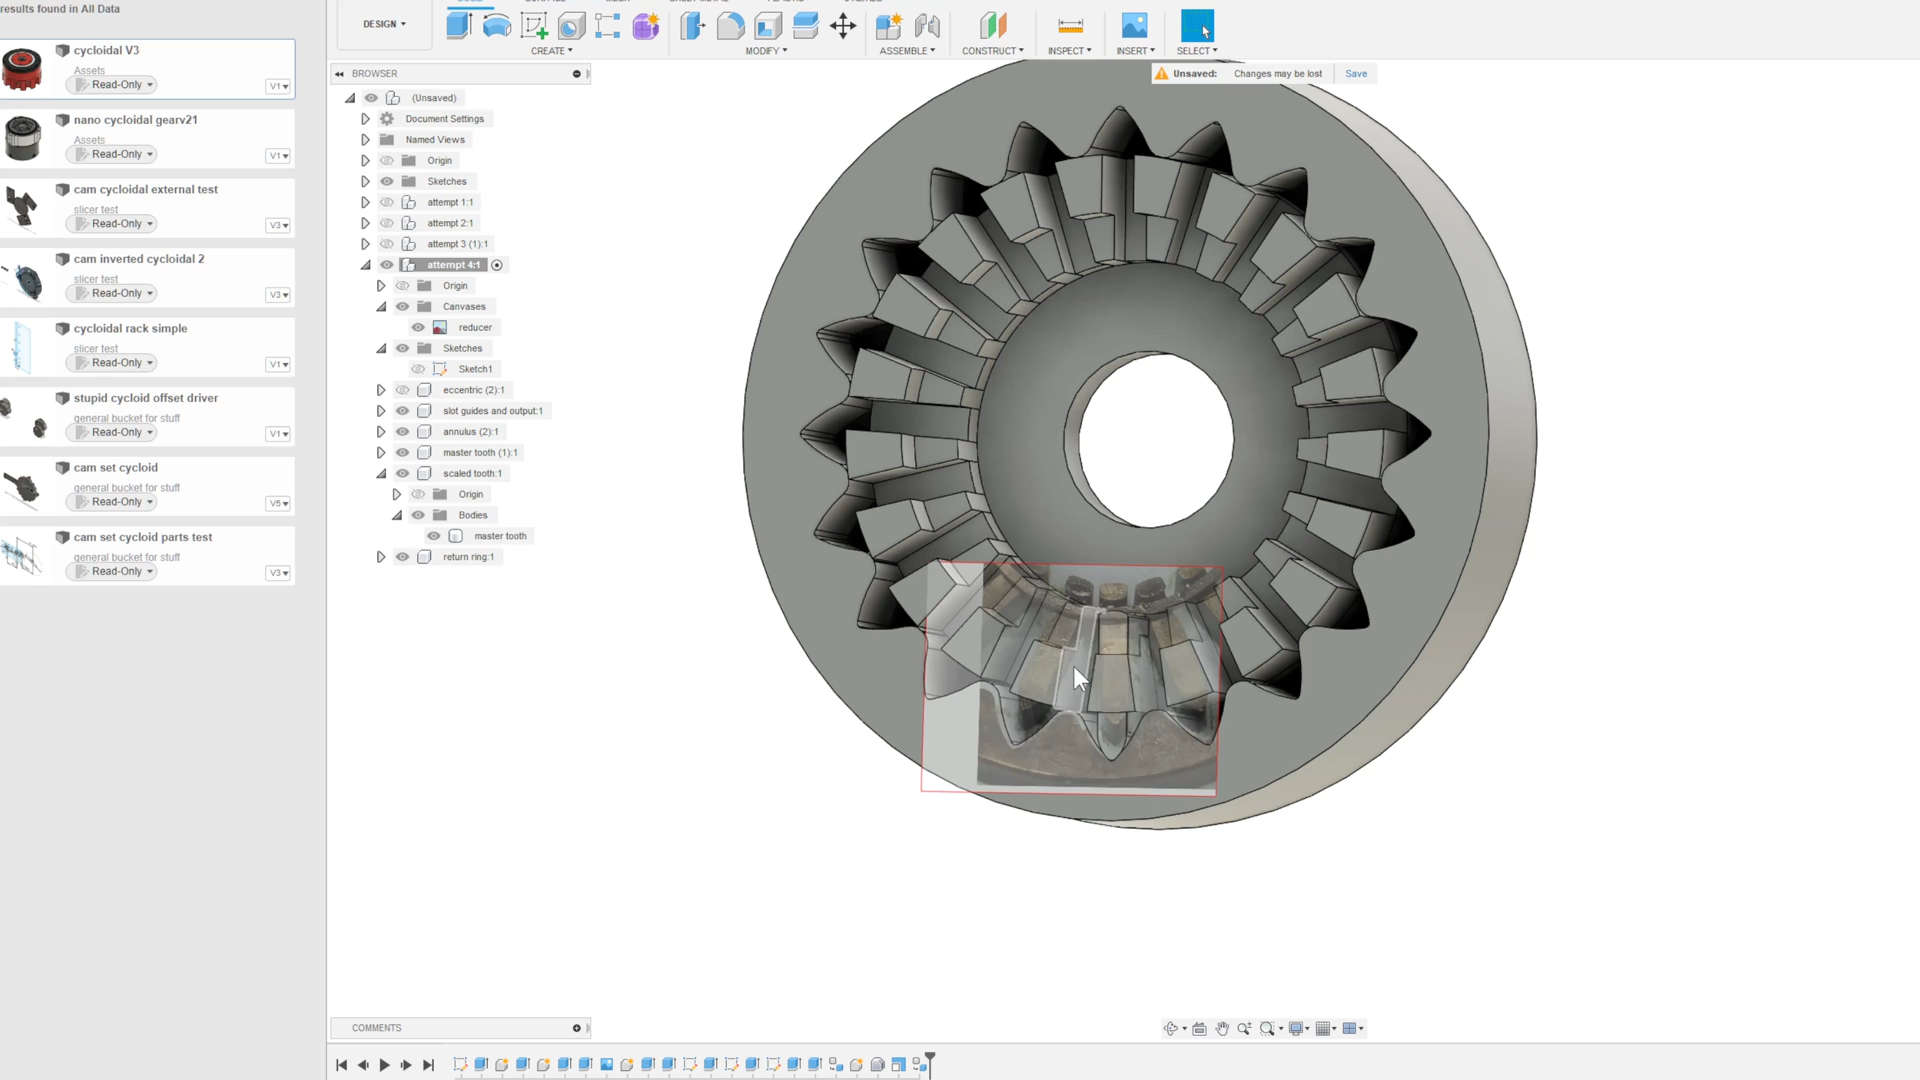 results found in All Data
cycloidal V3
Assets
Read-Only
V1
nano cycloidal gearv21
Assets
Read-Only
V1
cam cycloidal external test
slicer test
Read-Only
V3
cam inverted cycloidal 2
slicer test
Read-Only
V3
cycloidal rack simple
slicer test
Read-Only
V1
stupid cycloid offset driver
general bucket for stuff
Read-Only
V1
cam set cycloid
general bucket for stuff
Read-Only
V5
cam set cycloid parts test
general bucket for stuff
Read-Only
V3
DESIGN
CREATE
MODIFY
ASSEMBLE
CONSTRUCT
INSPECT
INSERT
SELECT
BROWSER
Unsaved: Changes may be lost Save
(Unsaved)
Document Settings
Named Views
Origin
Sketches
attempt 1:1
attempt 2:1
attempt 3 (1):1
attempt 4:1
Origin
Canvases
reducer
Sketches
Sketch1
eccentric (2):1
slot guides and output:1
annulus (2):1
master tooth (1):1
scaled tooth:1
Origin
Bodies
master tooth
return ring:1
COMMENTS